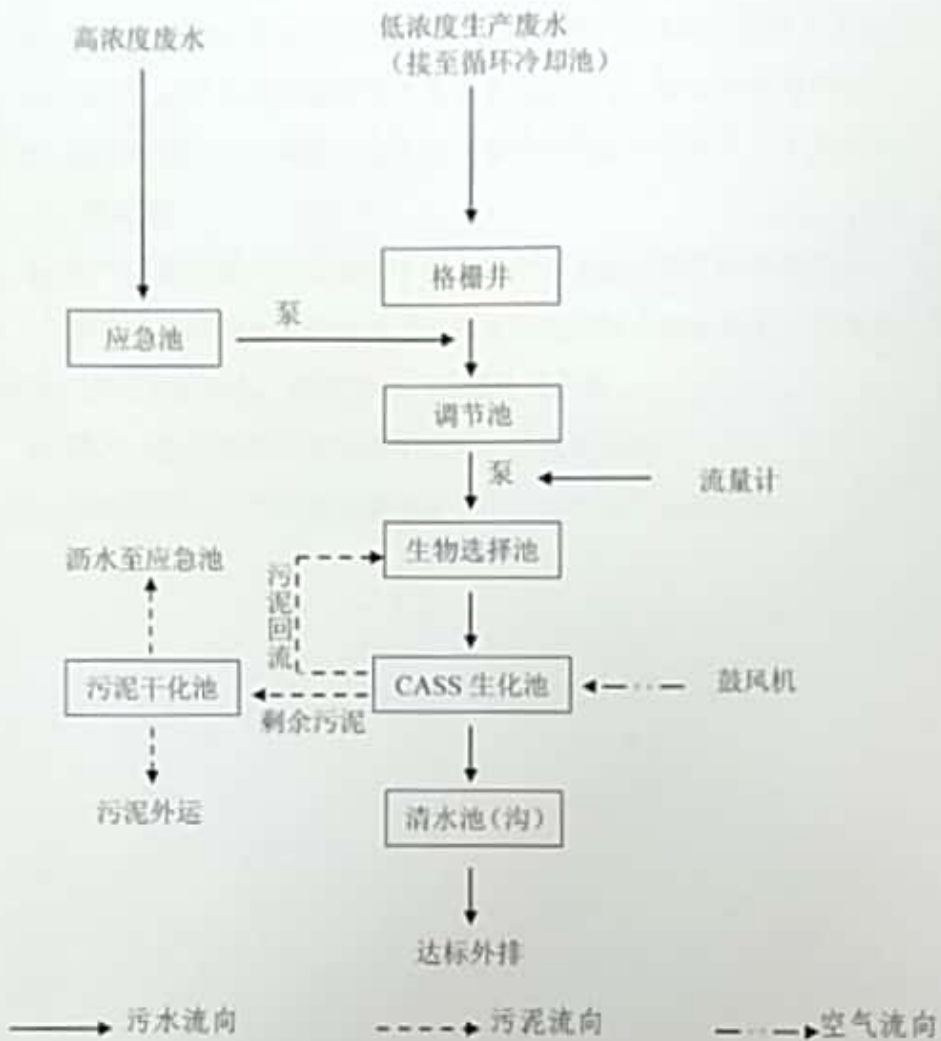 高浓度废水
低浓度生产废水
（接至循环冷却池）
格栅井
应急池
泵
调节池
泵
流量计
生物选择池
沥水至应急池
污泥回流
污泥干化池
CASS 生化池
鼓风机
剩余污泥
污泥外运
清水池（沟）
达标外排
污水流向
污泥流向
空气流向